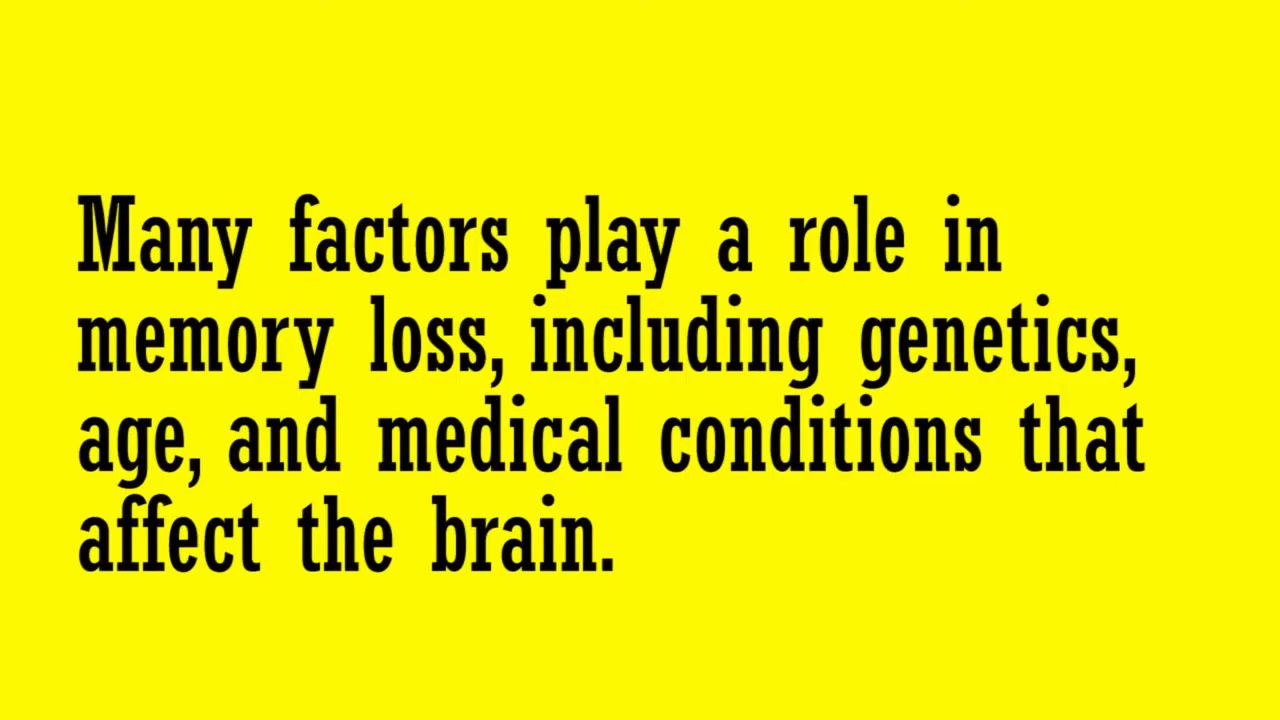 Many factors play a role in
memory loss, including genetics,
age, and medical conditions that
affect the brain.